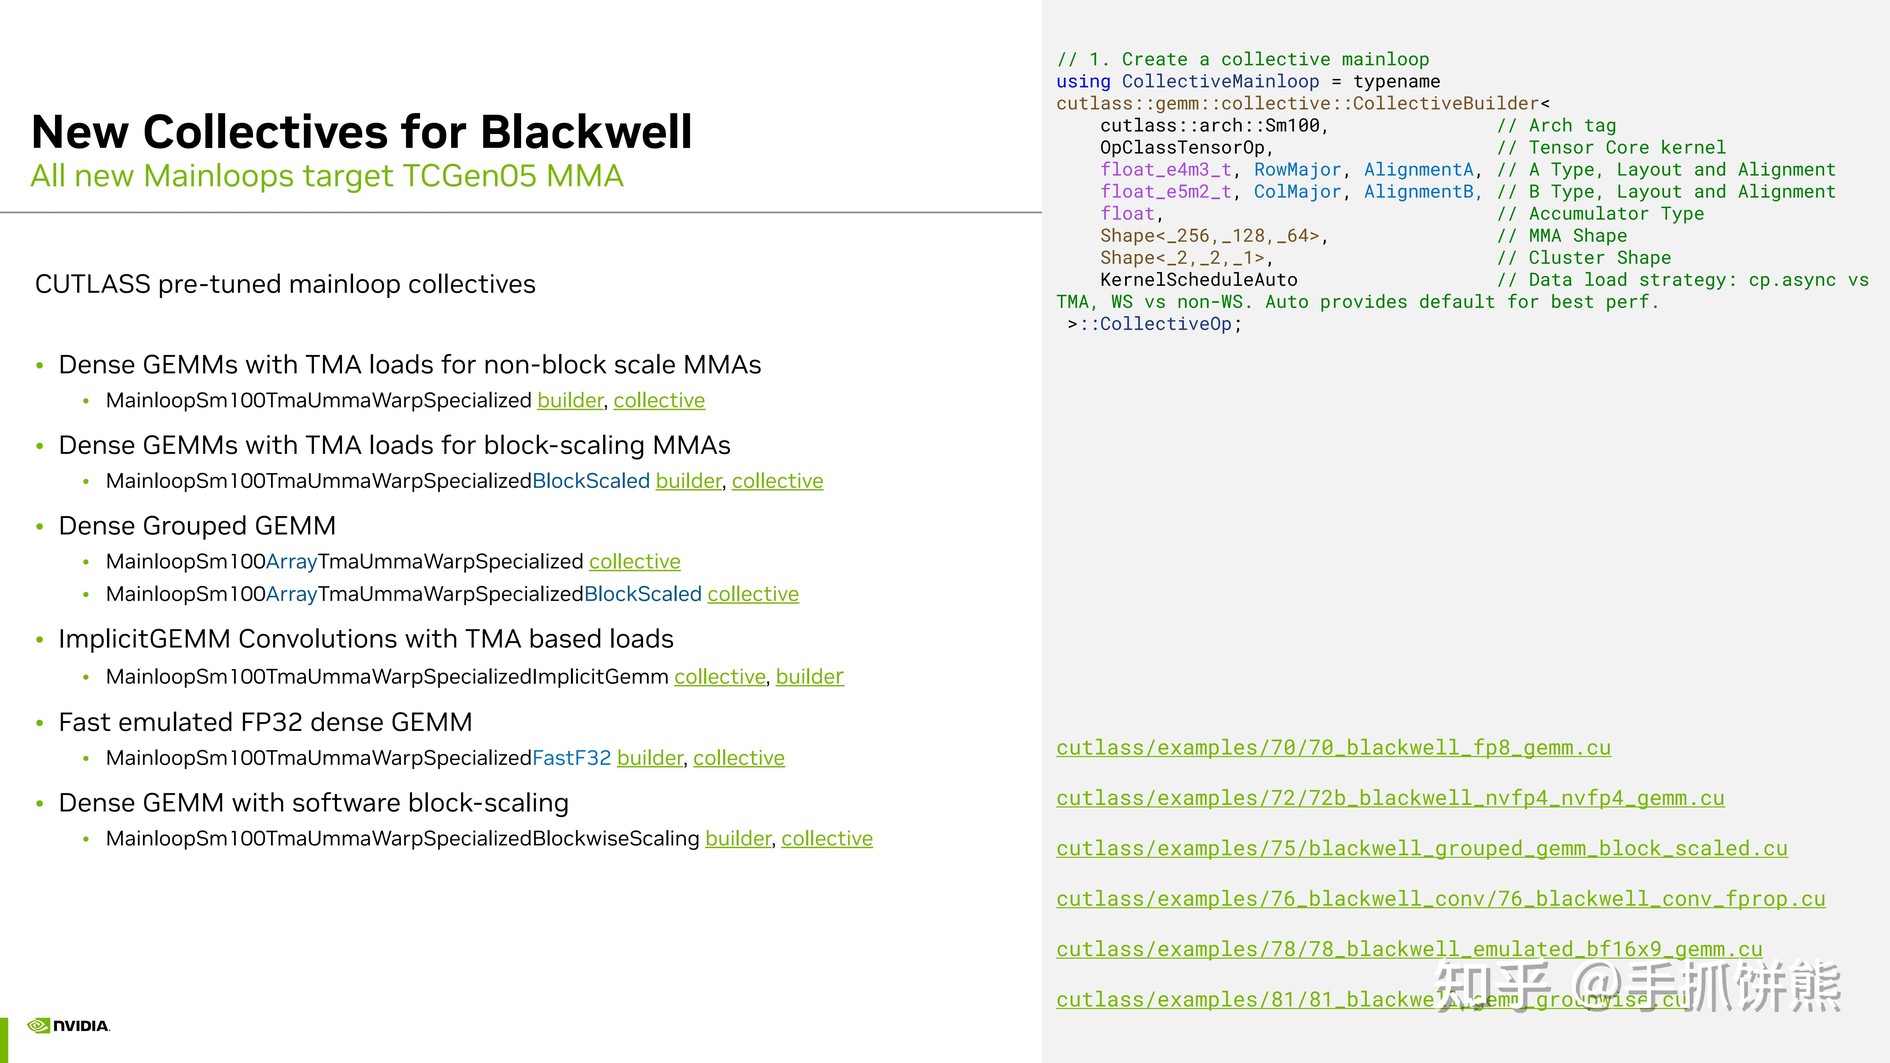 New Collectives for Blackwell
All new Mainloops target TCGen05 MMA
CUTLASS pre-tuned mainloop collectives
• Dense GEMMs with TMA loads for non-block scale MMAs
• MainloopSm100TmaUmmaWarpSpecialized builder, collective
• Dense GEMMs with TMA loads for block-scaling MMAs
• MainloopSm100TmaUmmaWarpSpecializedBlockScaled builder, collective
• Dense Grouped GEMM
• MainloopSm100ArrayTmaUmmaWarpSpecialized collective
• MainloopSm100ArrayTmaUmmaWarpSpecializedBlockScaled collective
• ImplicitGEMM Convolutions with TMA based loads
• MainloopSm100TmaUmmaWarpSpecializedImplicitGemm collective, builder
• Fast emulated FP32 dense GEMM
• MainloopSm100TmaUmmaWarpSpecializedFastF32 builder, collective
• Dense GEMM with software block-scaling
• MainloopSm100TmaUmmaWarpSpecializedBlockwiseScaling builder, collective
NVIDIA.
// 1. Create a collective mainloop
using CollectiveMainloop = typename
cutlass::gemm::collective::CollectiveBuilder<
cutlass::arch::Sm100, // Arch tag
OpClassTensorOp, // Tensor Core kernel
float_e4m3_t, RowMajor, AlignmentA, // A Type, Layout and Alignment
float_e5m2_t, ColMajor, AlignmentB, // B Type, Layout and Alignment
float, // Accumulator Type
Shape<_256,_128,_64>, // MMA Shape
Shape<_2,_2,_1>, // Cluster Shape
KernelScheduleAuto // Data load strategy: cp.async vs
TMA, WS vs non-WS. Auto provides default for best perf.
>::CollectiveOp;
cutlass/examples/70/70_blackwell_fp8_gemm.cu
cutlass/examples/72/72b_blackwell_nvfp4_nvfp4_gemm.cu
cutlass/examples/75/blackwell_grouped_gemm_block_scaled.cu
cutlass/examples/76_blackwell_conv/76_blackwell_conv_fprop.cu
cutlass/examples/78/78_blackwell_emulated_bf16x9_gemm.cu
cutlass/examples/81/81_blackwell_gemm_groupwise.cu
知乎 @手抓饼熊